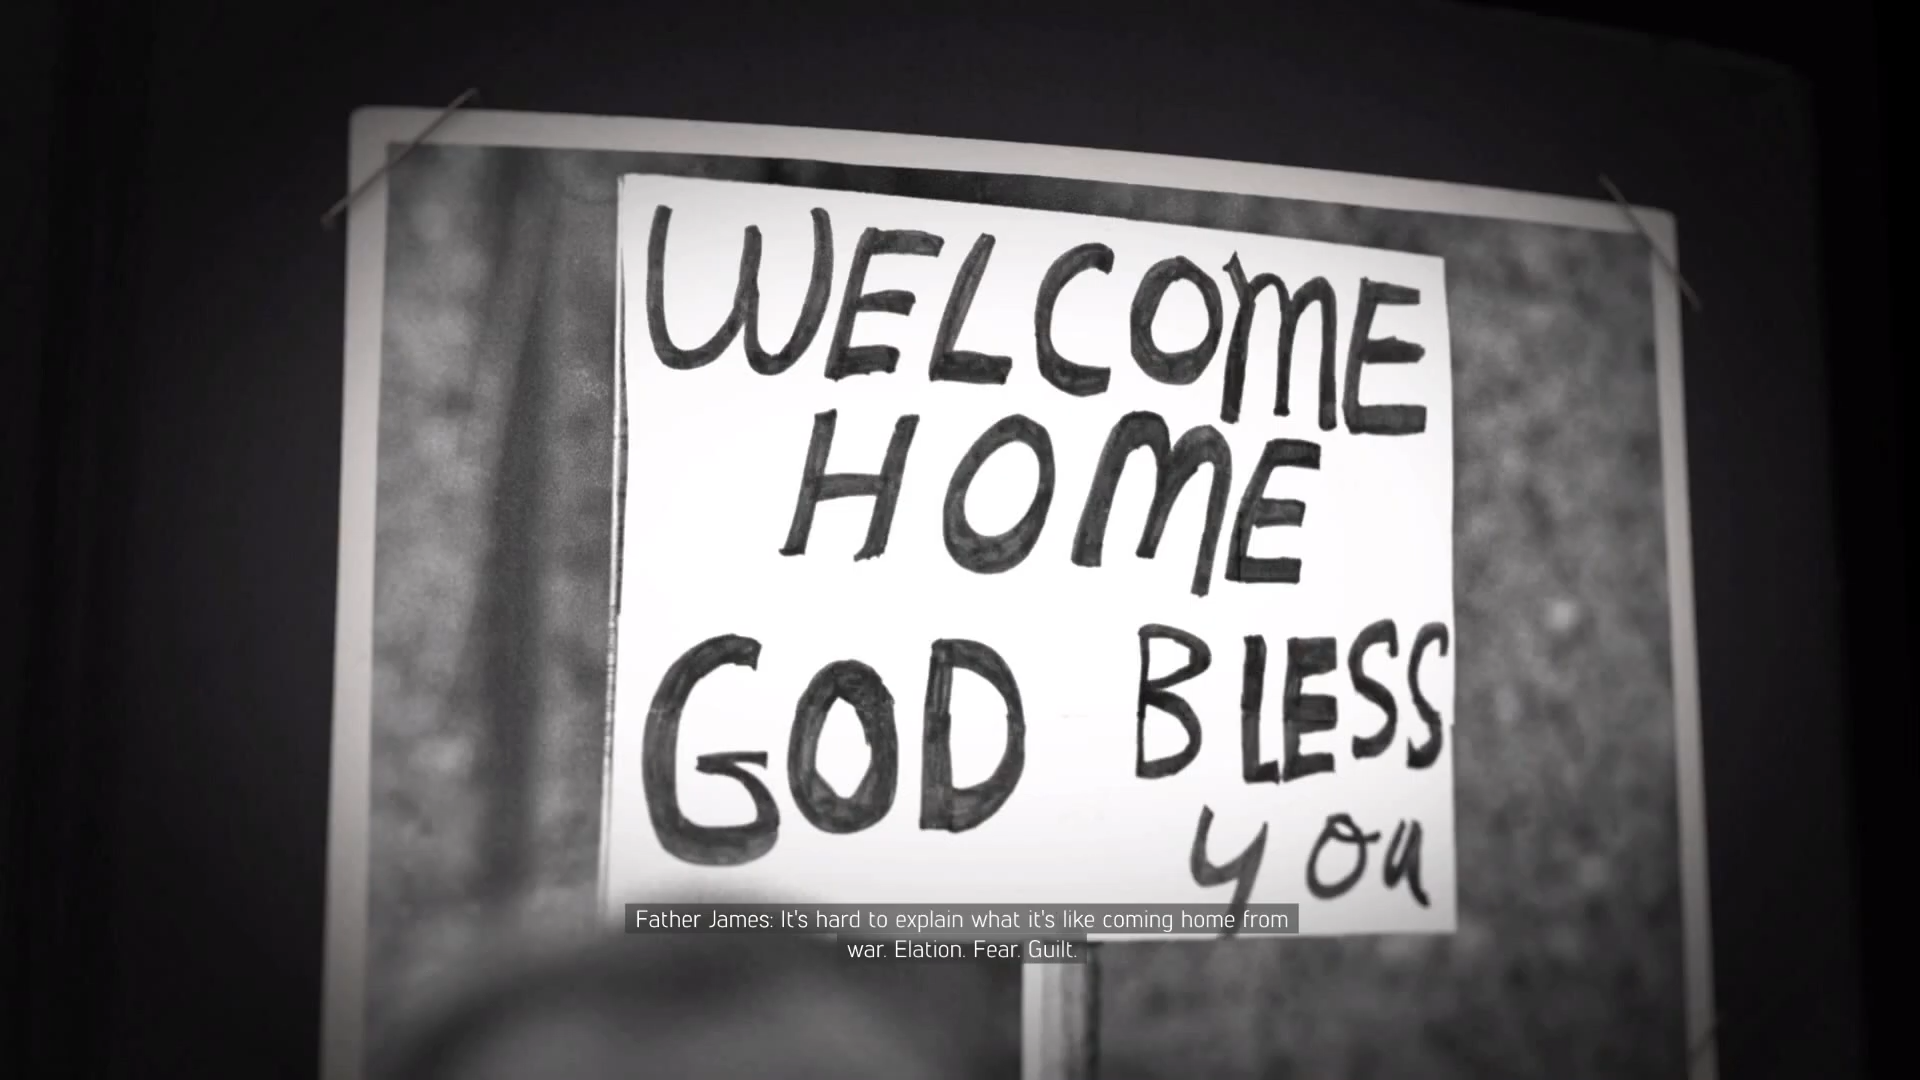 WELCOME
HOME
GOD BLESS
you
Father James: It's hard to explain what it's like coming home from
war. Elation. Fear. Guilt.